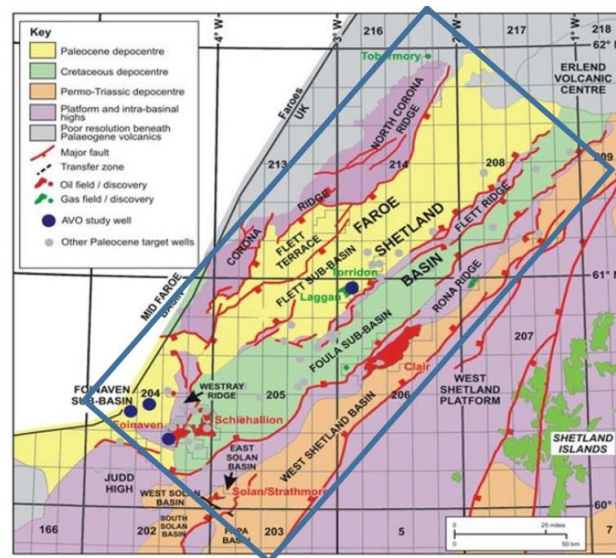 Key
Paleocene depocentre
Cretaceous depocentre
Permo-Triassic depocentre
Platform and intra-basinal
highs
Poor resolution beneath
Palaeogene volcanics
Major fault
Transfer zone
Oil field / discovery
Gas field / discovery
AVO study well
Other Paleocene target wells
4°W
3°W
2°W
1°W
216
217
218
62° N
Tobermory
ERLEND
VOLCANIC
CENTRE
Faroes
UK
NORTH CORONA
RIDGE
213
214
208
209
CORONA
RIDGE
FLETT
TERRACE
FAROE
SHETLAND
BASIN
FLETT RIDGE
FLETT SUB-BASIN
Torridon
Laggan
61° N
MID FAROE
BASIN
RONA RIDGE
FOULA SUB-BASIN
207
Clair
FOINAVEN
SUB-BASIN
204
WESTRAY
RIDGE
205
206
WEST SHETLAND
PLATFORM
Foinaven
Schiehallion
WEST SHETLAND BASIN
EAST
SOLAN
BASIN
SHETLAND
ISLANDS
JUDD
HIGH
WEST SOLAN
BASIN
Solan/Strathmore
60°
166
202
SOUTH
SOLAN
BASIN
PAPA
BASIN
203
5
7
0
25 miles
0
50 km